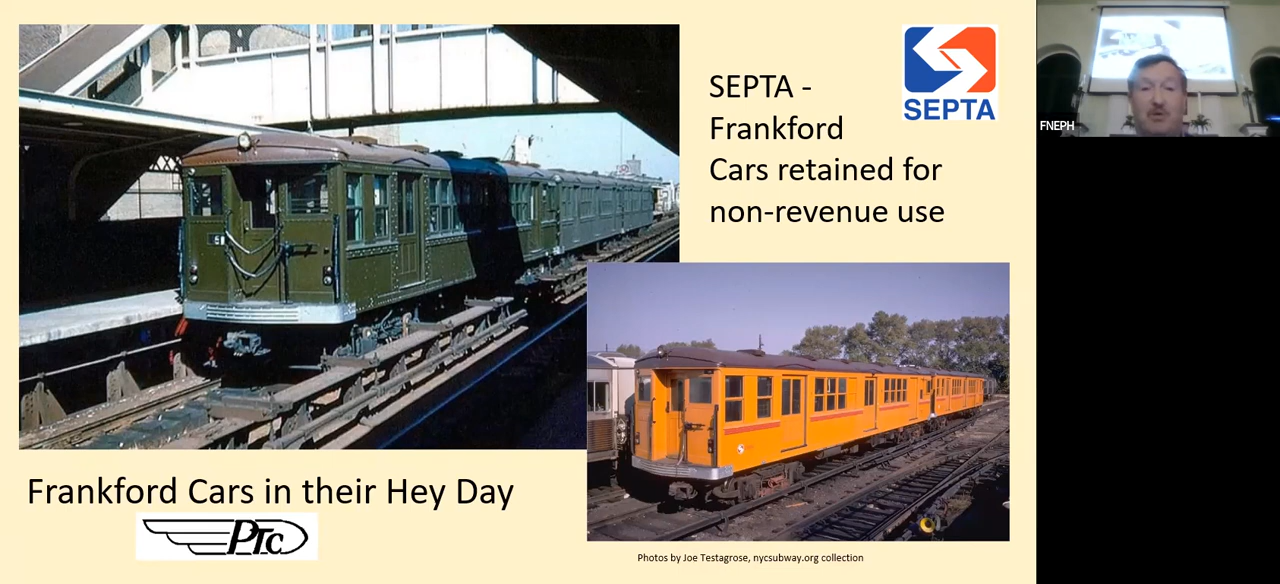 SEPTA -
Frankford
Cars retained for
non-revenue use
SEPTA
FNEPH
Frankford Cars in their Hey Day
PTC
Photos by Joe Testagrose, nycsubway.org collection